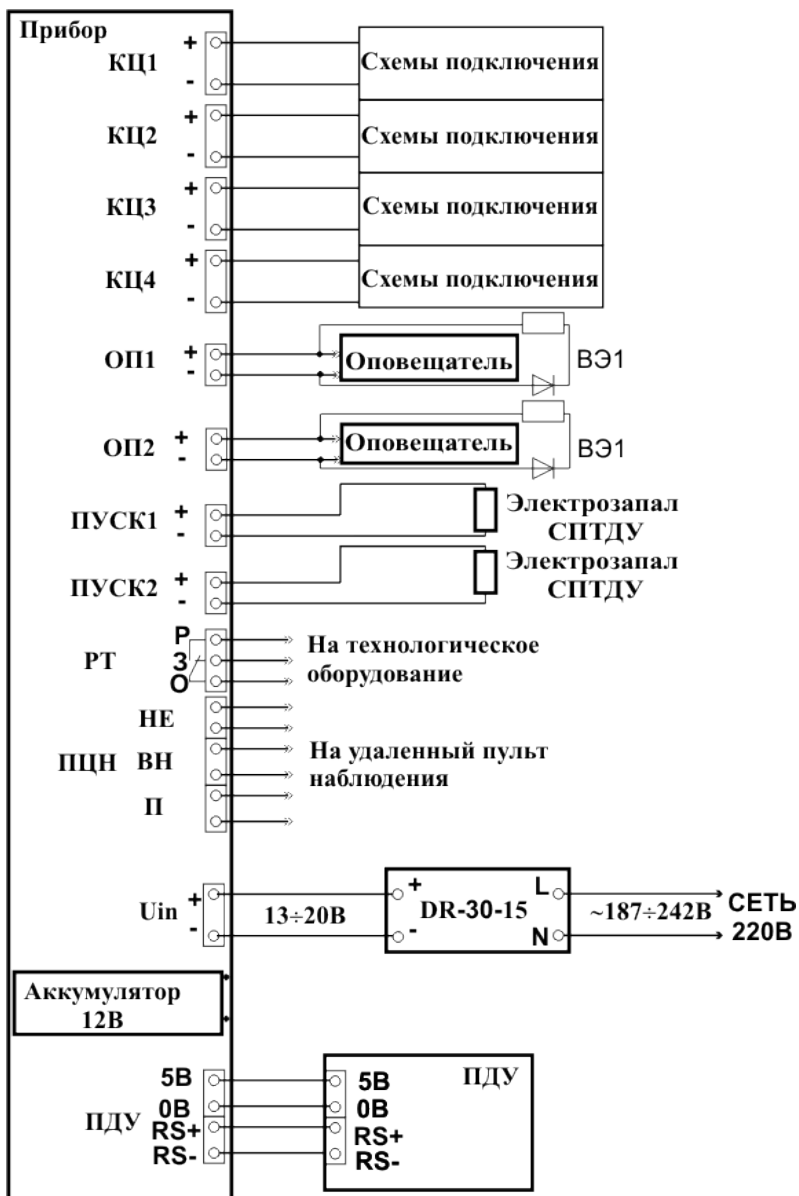 Прибор
КЦ1
+
-
Схемы подключения
КЦ2
+
-
Схемы подключения
КЦ3
+
-
Схемы подключения
КЦ4
+
-
Схемы подключения
ОП1
+
-
Оповещатель
ВЭ1
ОП2
+
-
Оповещатель
ВЭ1
ПУСК1
+
-
Электрозапал
СПТДУ
ПУСК2
+
-
Электрозапал
СПТДУ
РТ
Р
З
О
На технологическое
оборудование
ПЦН
НЕ
ВН
П
На удаленный пульт
наблюдения
Uin
+
-
13÷20В
+
-
DR-30-15
L
N
~187÷242В
СЕТЬ
220В
Аккумулятор
12В
ПДУ
5В
0В
RS+
RS-
5В
0В
RS+
RS-
ПДУ